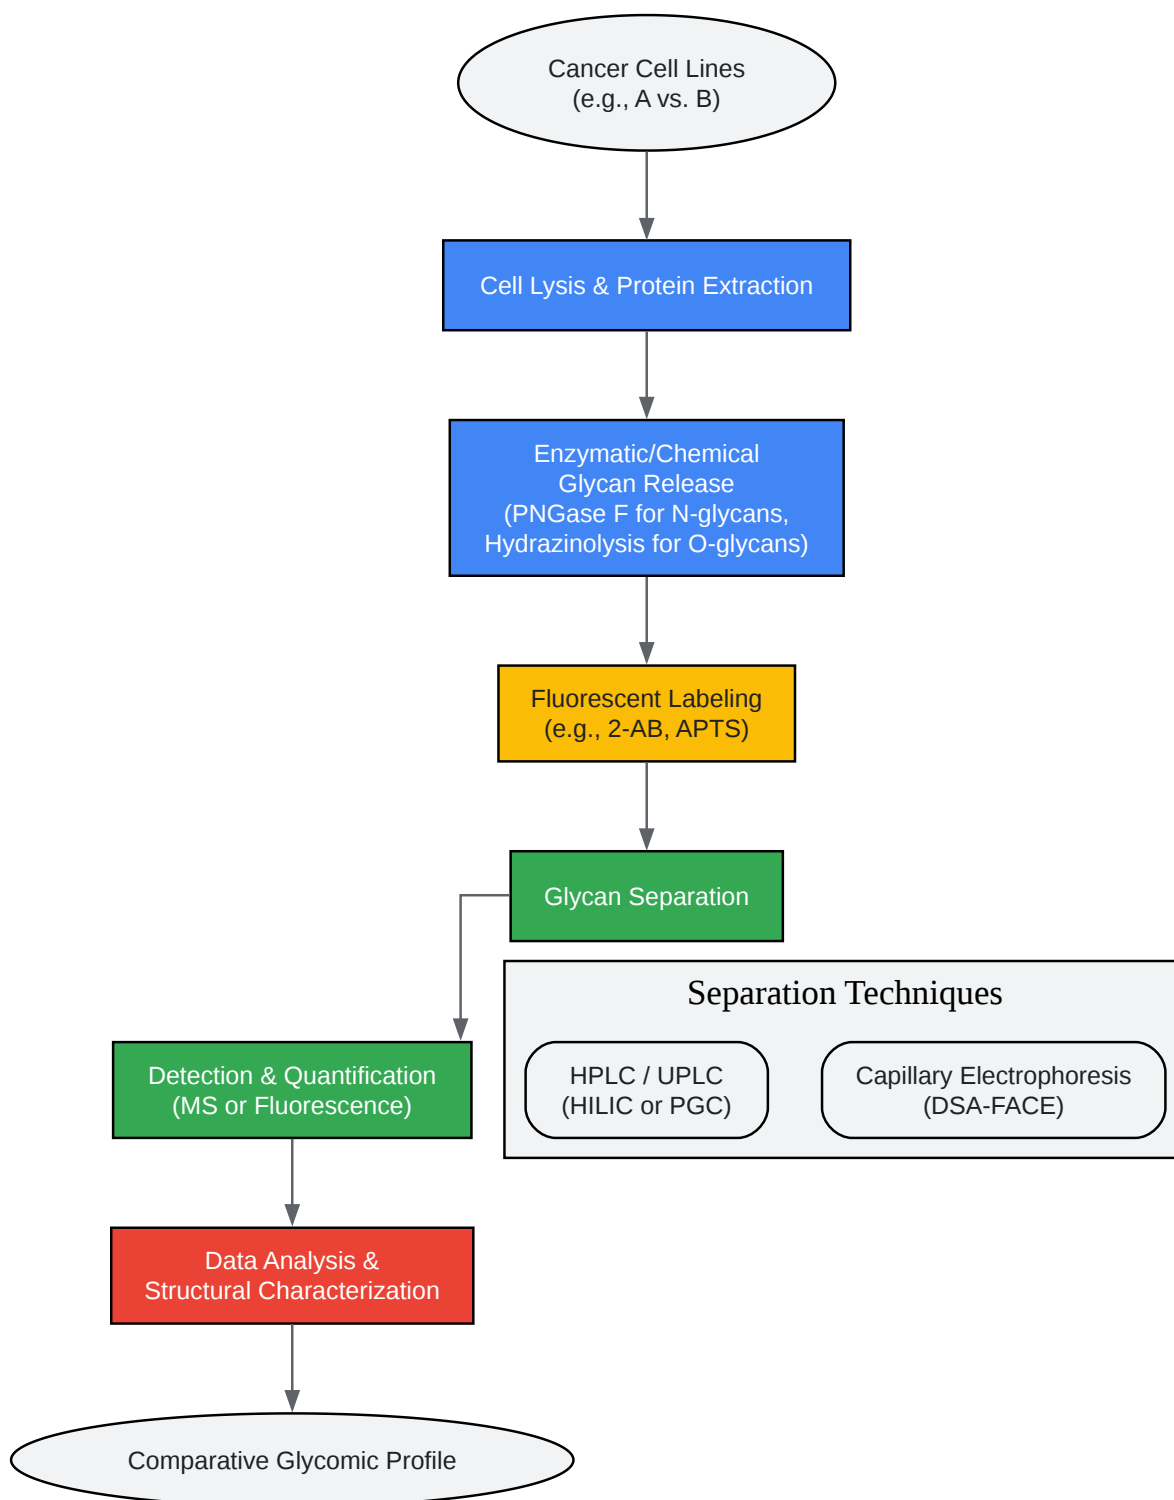 Cancer Cell Lines
(e.g., A vs. B)
Cell Lysis & Protein Extraction
Enzymatic/Chemical
Glycan Release
(PNGase F for N-glycans,
Hydrazinolysis for O-glycans)
Fluorescent Labeling
(e.g., 2-AB, APTS)
Glycan Separation
Separation Techniques
HPLC / UPLC
(HILIC or PGC)
Capillary Electrophoresis
(DSA-FACE)
Detection & Quantification
(MS or Fluorescence)
Data Analysis &
Structural Characterization
Comparative Glycomic Profile